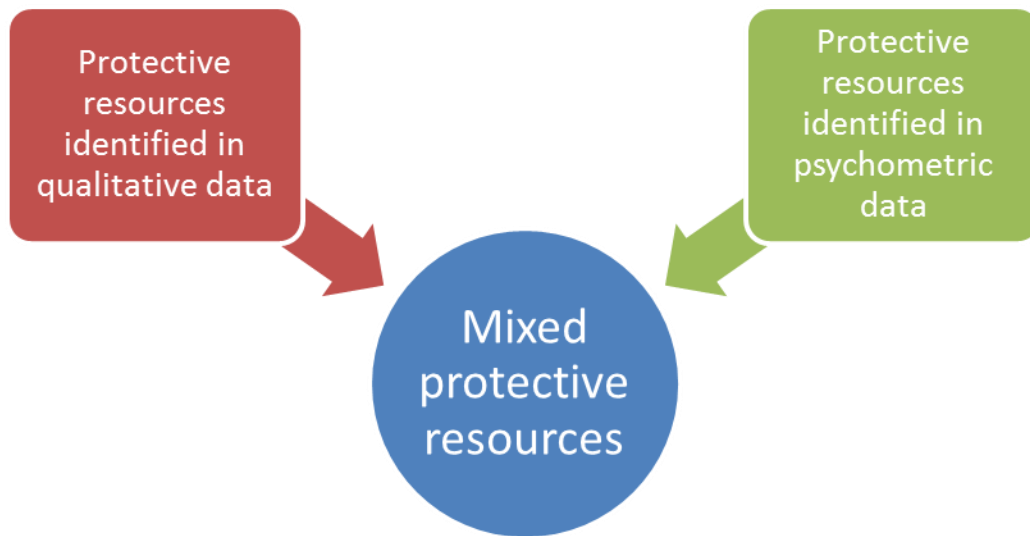 Protective
resources
identified in
qualitative data
Protective
resources
identified in
psychometric
data
Mixed
protective
resources